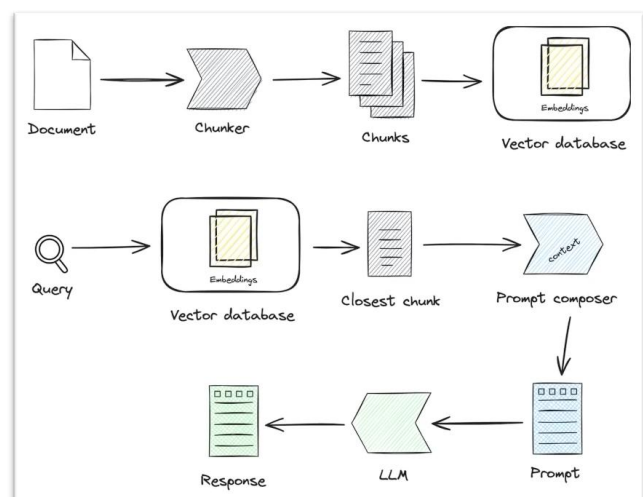 Document
Chunker
Chunks
Embeddings
Vector database
Query
Embeddings
Vector database
Closest chunk
context
Prompt composer
Response
LLM
Prompt